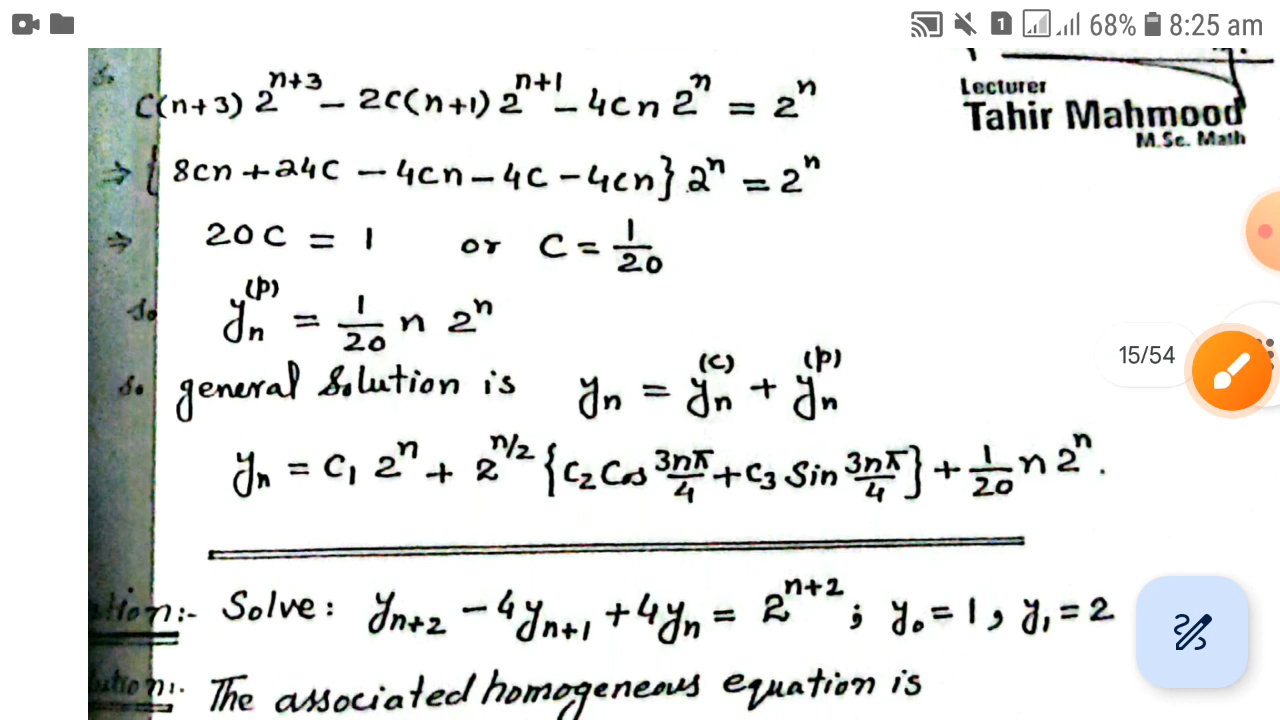 68% 8:25 am
Lecturer
Tahir Mahmood
M.Sc. Math
C(n+3) 2^{n+3} - 2C(n+1) 2^{n+1} - 4Cn 2^n = 2^n
⇒ { 8Cn + 24C - 4Cn - 4C - 4Cn } 2^n = 2^n
⇒ 20C = 1 or C = 1/20
So y_n^{(p)} = 1/20 n 2^n
So general Solution is y_n = y_n^{(c)} + y_n^{(p)}
y_n = C_1 2^n + 2^{n/2} { C_2 Cos 3nπ/4 + C_3 Sin 3nπ/4 } + 1/20 n 2^n.
15/54
Solve: y_{n+2} - 4y_{n+1} + 4y_n = 2^{n+2} ; y_0 = 1 , y_1 = 2
The associated homogeneous equation is